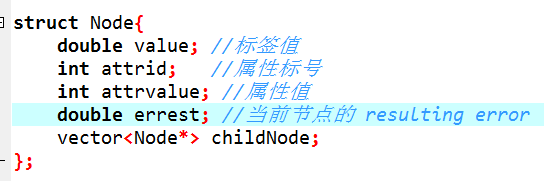 struct Node{
double value; //标签值
int attrid; //属性标号
int attrvalue; //属性值
double errest; //当前节点的 resulting error
vector<Node*> childNode;
};